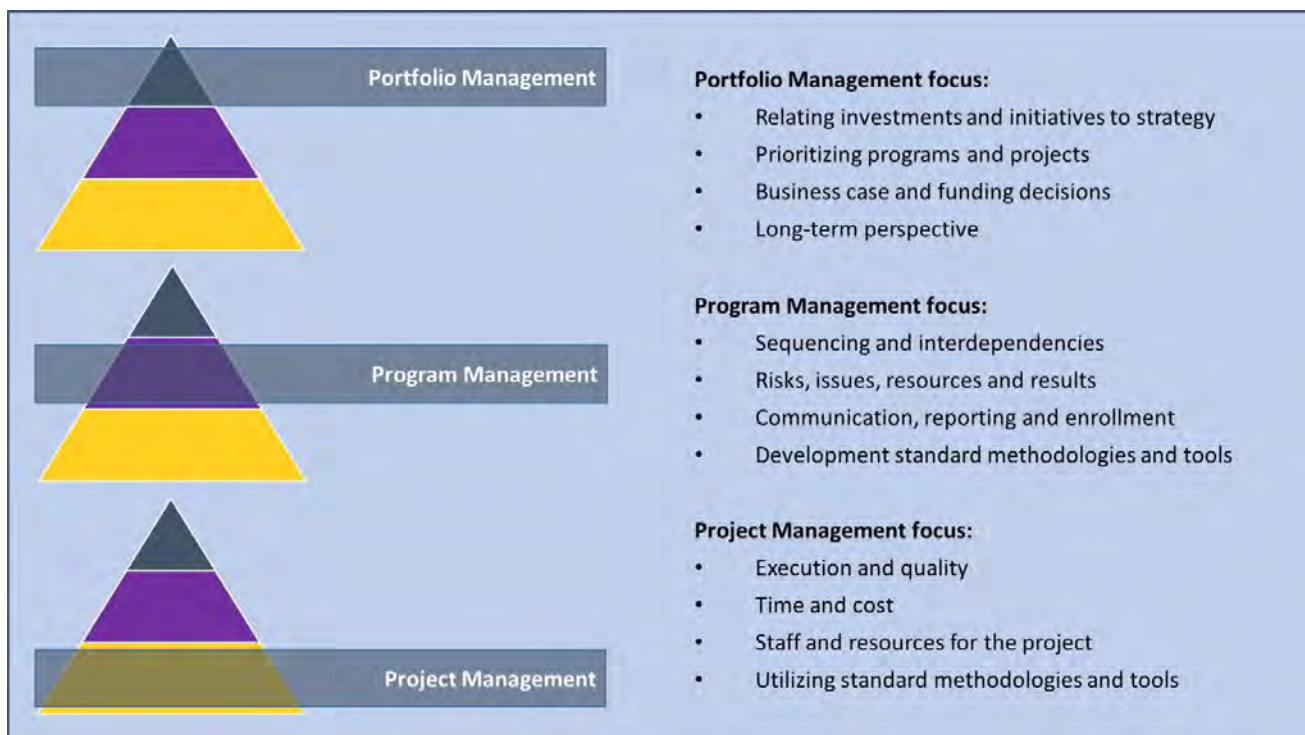 Portfolio Management
Portfolio Management focus:
• Relating investments and initiatives to strategy
• Prioritizing programs and projects
• Business case and funding decisions
• Long-term perspective
Program Management
Program Management focus:
• Sequencing and interdependencies
• Risks, issues, resources and results
• Communication, reporting and enrollment
• Development standard methodologies and tools
Project Management
Project Management focus:
• Execution and quality
• Time and cost
• Staff and resources for the project
• Utilizing standard methodologies and tools